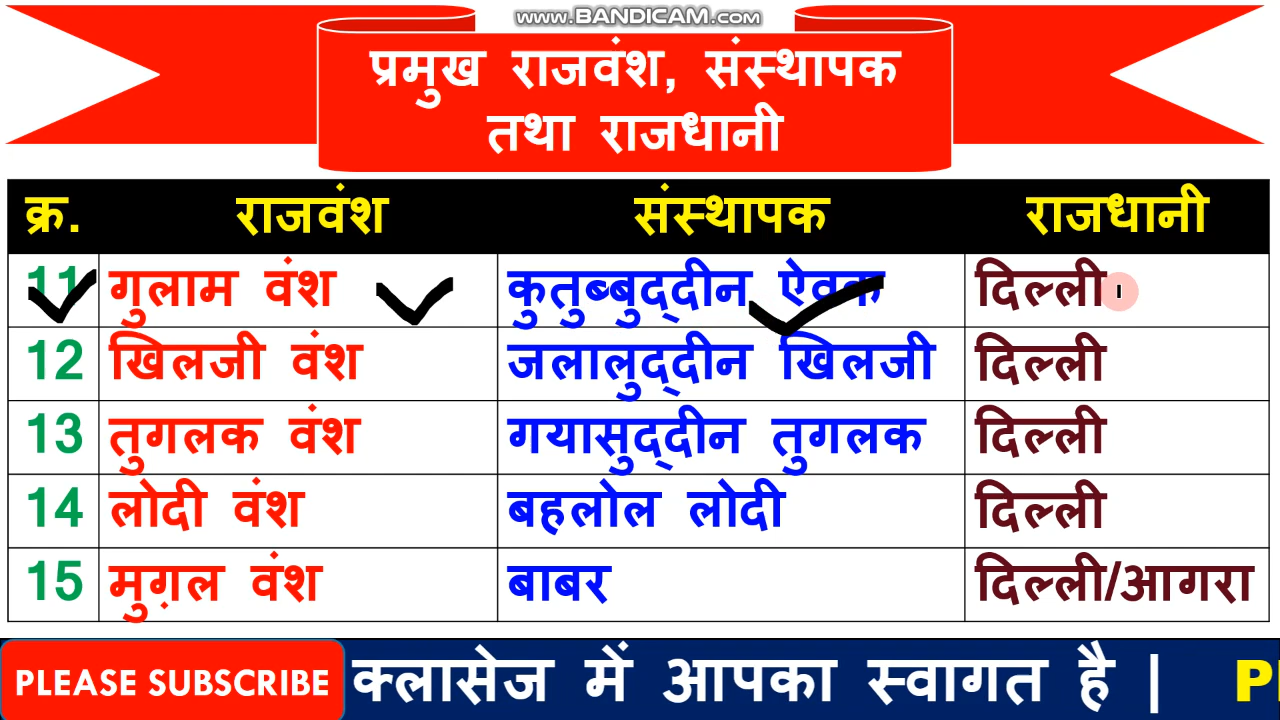 www.BANDICAM.com
प्रमुख राजवंश, संस्थापक
तथा राजधानी
क्र. राजवंश संस्थापक राजधानी
11 गुलाम वंश कुतुब्बुद्दीन ऐवक दिल्ली
12 खिलजी वंश जलालुद्दीन खिलजी दिल्ली
13 तुगलक वंश गयासुद्दीन तुगलक दिल्ली
14 लोदी वंश बहलोल लोदी दिल्ली
15 मुग़ल वंश बाबर दिल्ली/आगरा
PLEASE SUBSCRIBE क्लासेज में आपका स्वागत है |